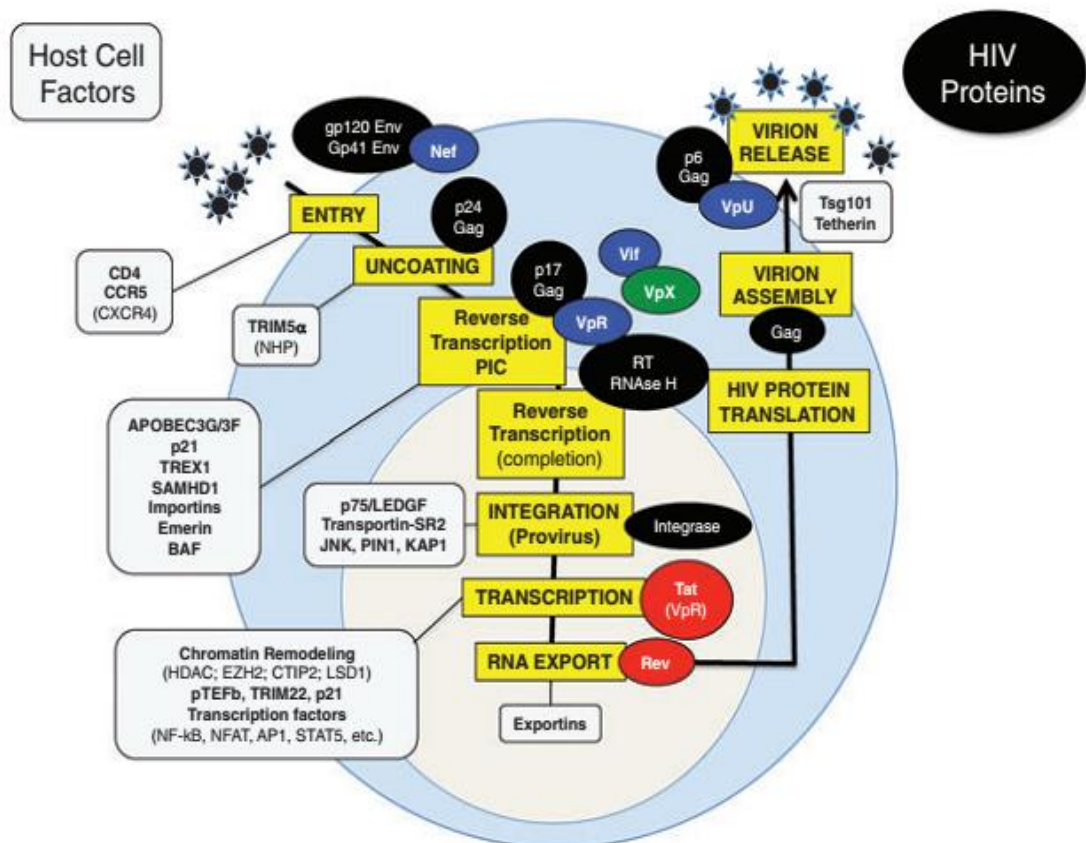 Host Cell
Factors
HIV
Proteins
gp120 Env
Gp41 Env
Nef
p6
Gag
VpU
VIRION
RELEASE
Tsg101
Tetherin
ENTRY
p24
Gag
UNCOATING
CD4
CCR5
(CXCR4)
TRIM5α
(NHP)
p17
Gag
Vif
VpX
VpR
Reverse
Transcription
PIC
RT
RNAse H
VIRION
ASSEMBLY
Gag
HIV PROTEIN
TRANSLATION
APOBEC3G/3F
p21
TREX1
SAMHD1
Importins
Emerin
BAF
Reverse
Transcription
(completion)
p75/LEDGF
Transportin-SR2
JNK, PIN1, KAP1
INTEGRATION
(Provirus)
Integrase
TRANSCRIPTION
Tat
(VpR)
Chromatin Remodeling
(HDAC; EZH2; CTIP2; LSD1)
pTEFb, TRIM22, p21
Transcription factors
(NF-kB, NFAT, AP1, STAT5, etc.)
RNA EXPORT
Rev
Exportins